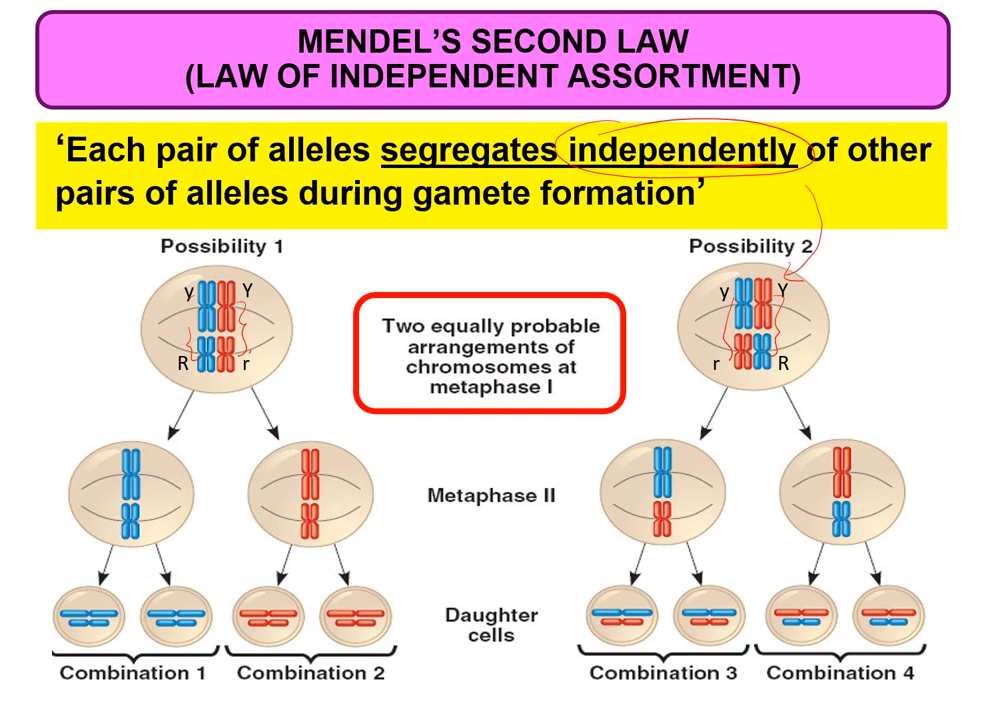 MENDEL’S SECOND LAW
(LAW OF INDEPENDENT ASSORTMENT)
‘Each pair of alleles segregates independently of other
pairs of alleles during gamete formation’
Possibility 1
Possibility 2
y Y
R r
y Y
r R
Two equally probable
arrangements of
chromosomes at
metaphase I
Metaphase II
Daughter
cells
Combination 1
Combination 2
Combination 3
Combination 4